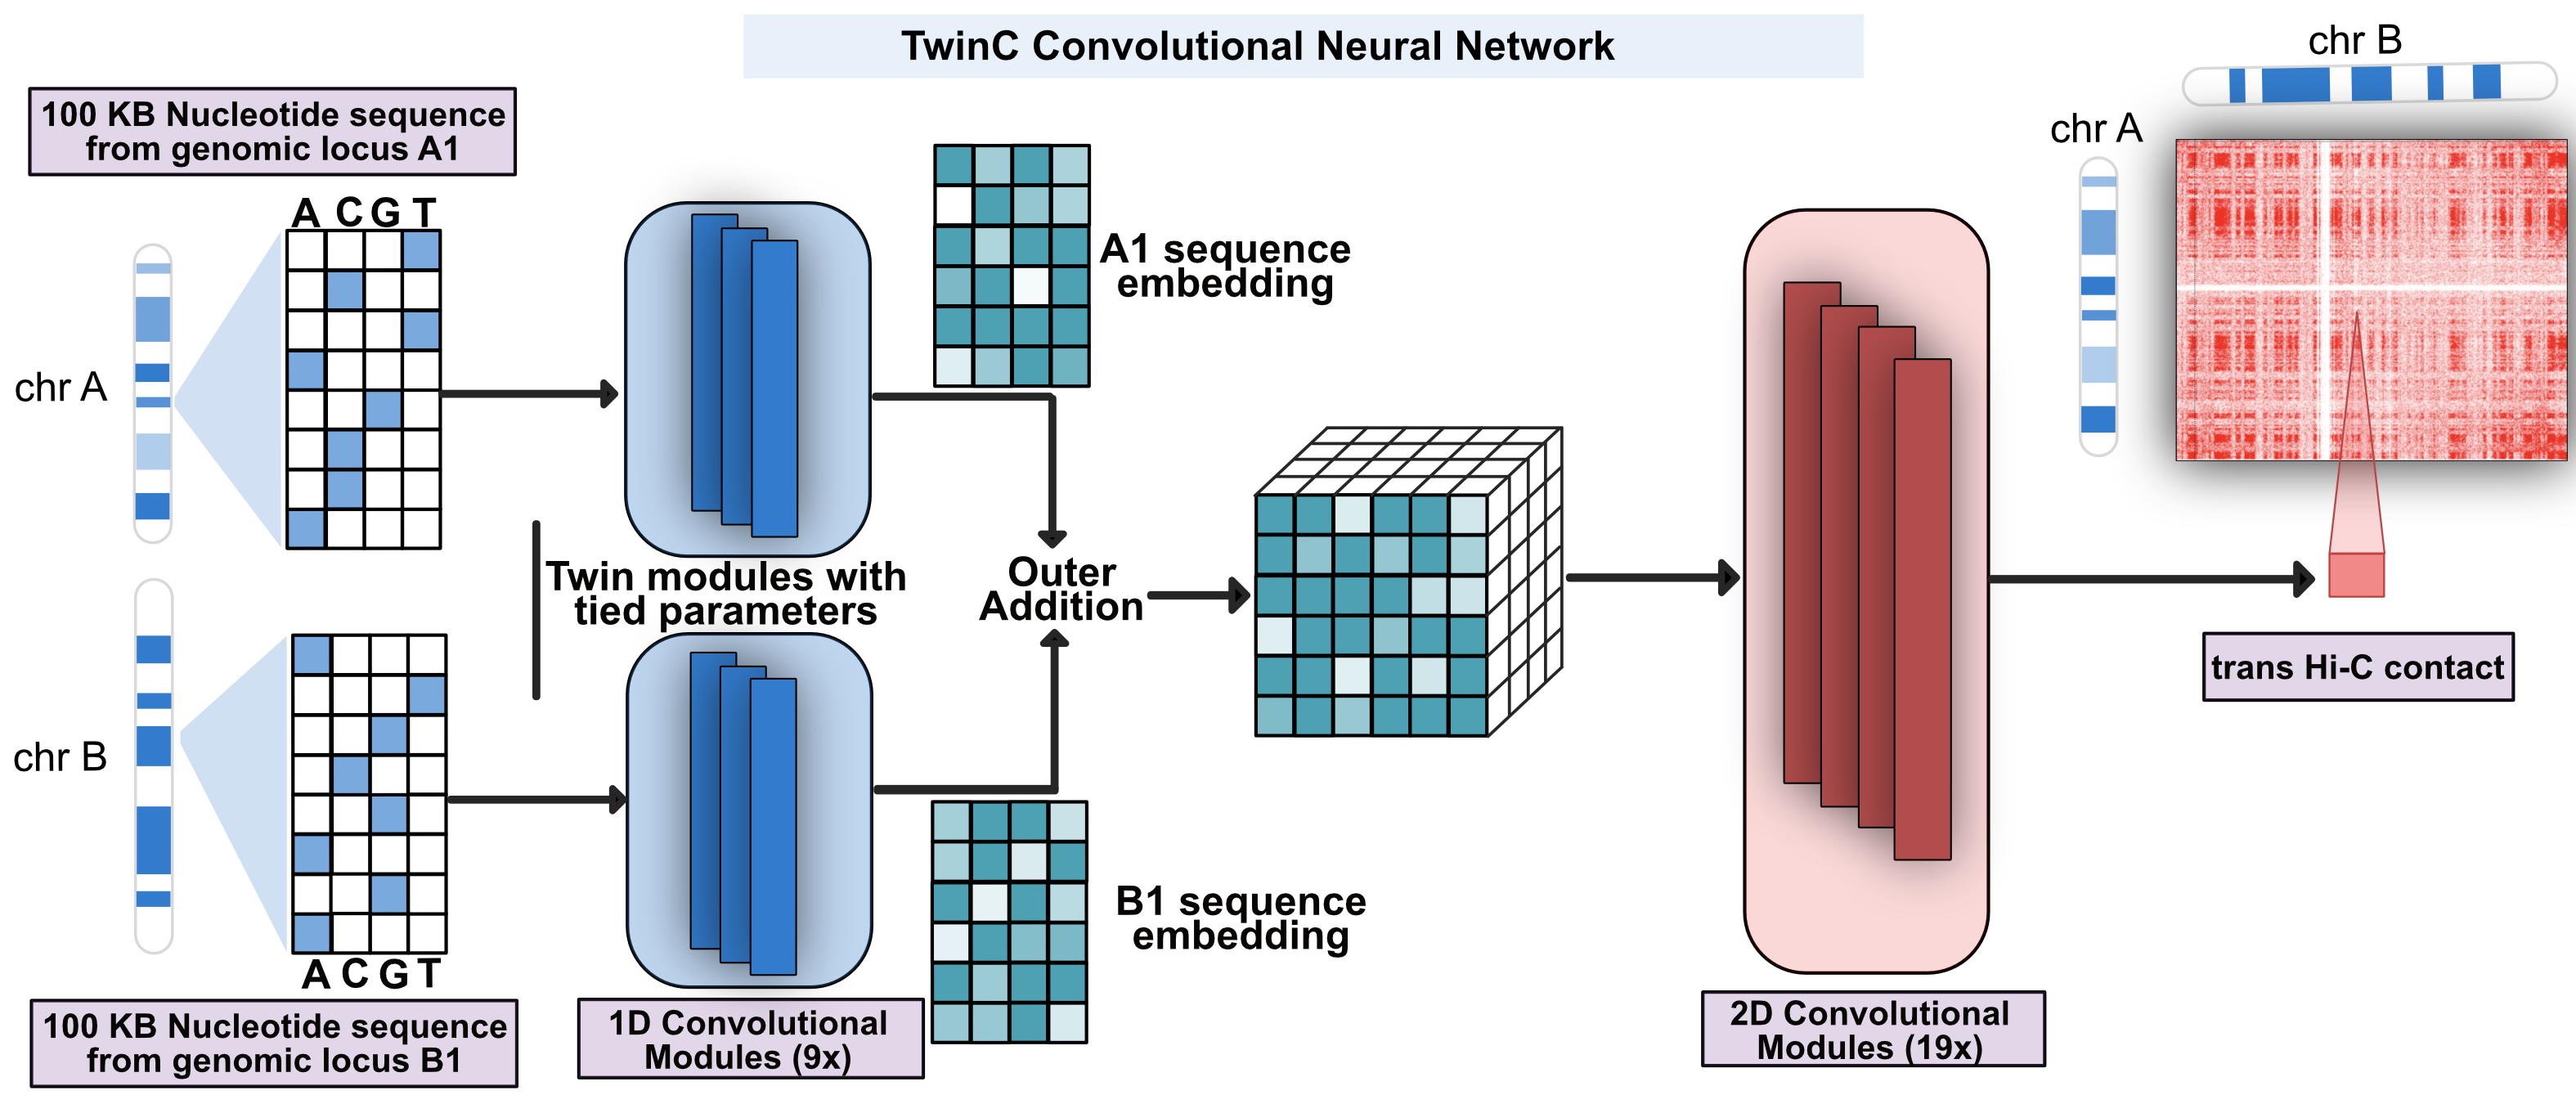 TwinC Convolutional Neural Network
100 KB Nucleotide sequence
from genomic locus A1
A C G T
chr A
chr B
A C G T
100 KB Nucleotide sequence
from genomic locus B1
Twin modules with
tied parameters
1D Convolutional
Modules (9x)
A1 sequence
embedding
Outer
Addition
B1 sequence
embedding
2D Convolutional
Modules (19x)
chr B
chr A
trans Hi-C contact